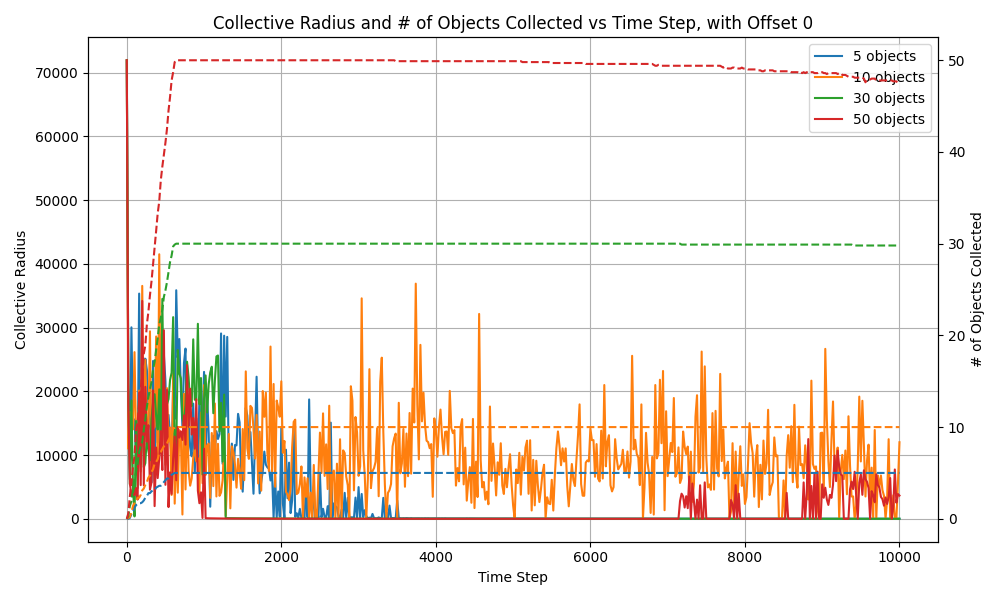 Collective Radius and # of Objects Collected vs Time Step, with Offset 0
Collective Radius
70000
60000
50000
40000
30000
20000
10000
0
5 objects
10 objects
30 objects
50 objects
50
40
30
20
10
0
# of Objects Collected
0
2000
4000
6000
8000
10000
Time Step